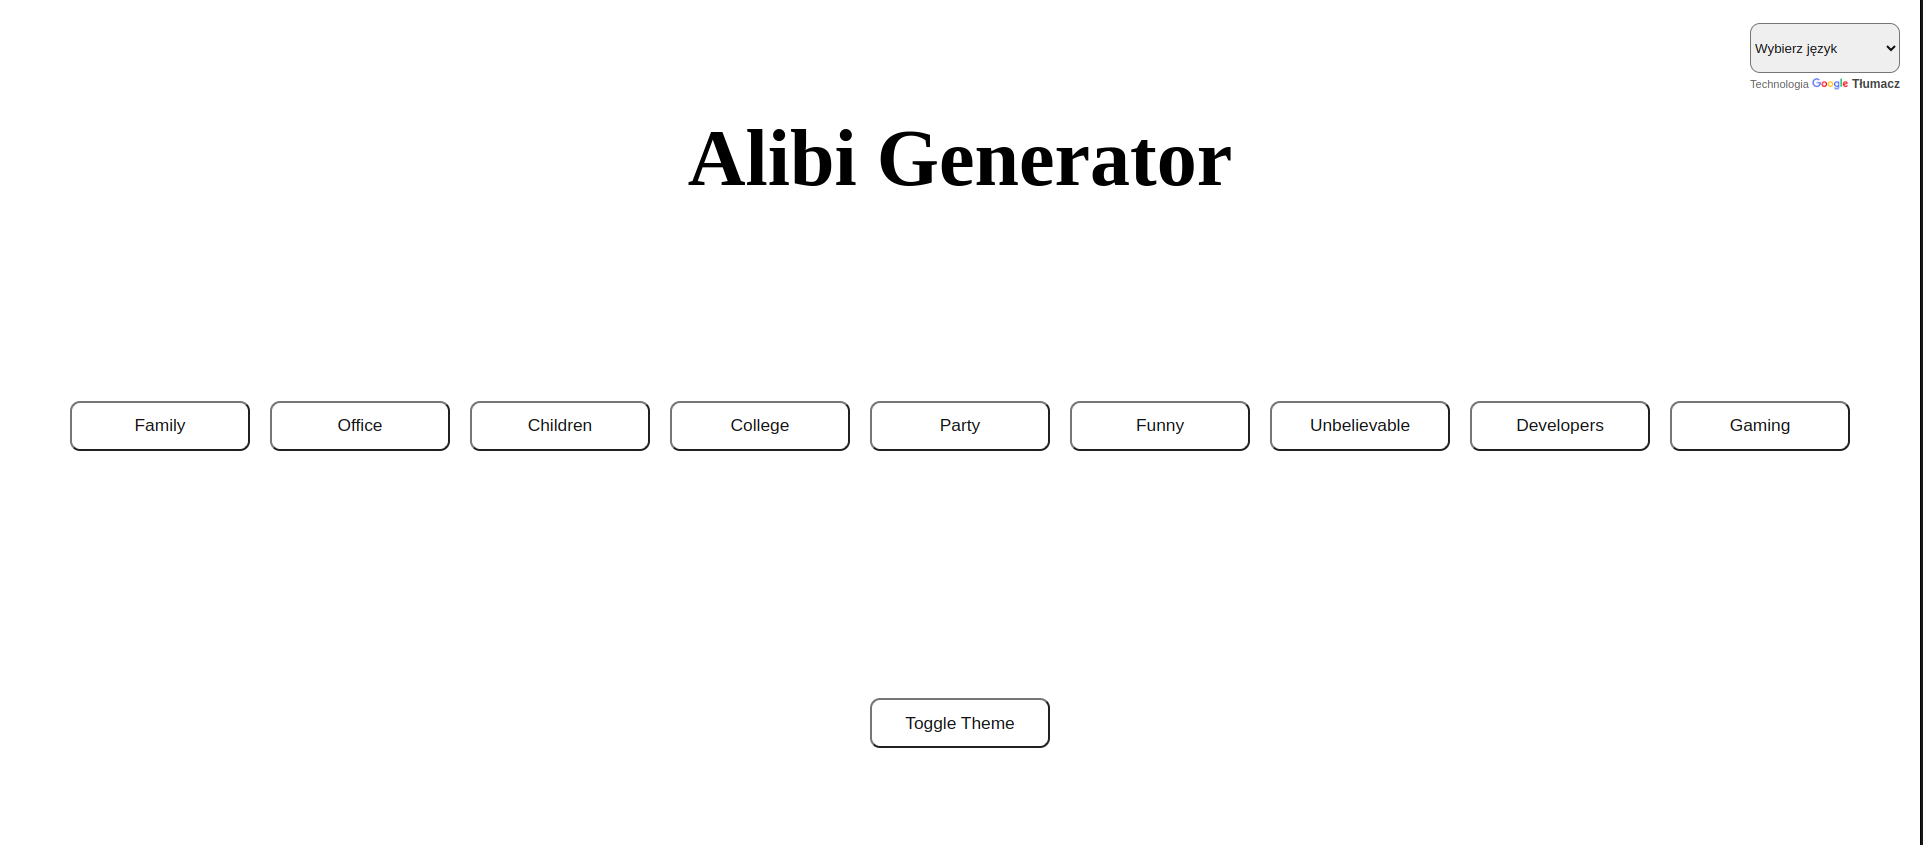 Wybierz język
Technologia Google Tłumacz
Alibi Generator
Family Office Children College Party Funny Unbelievable Developers Gaming
Toggle Theme